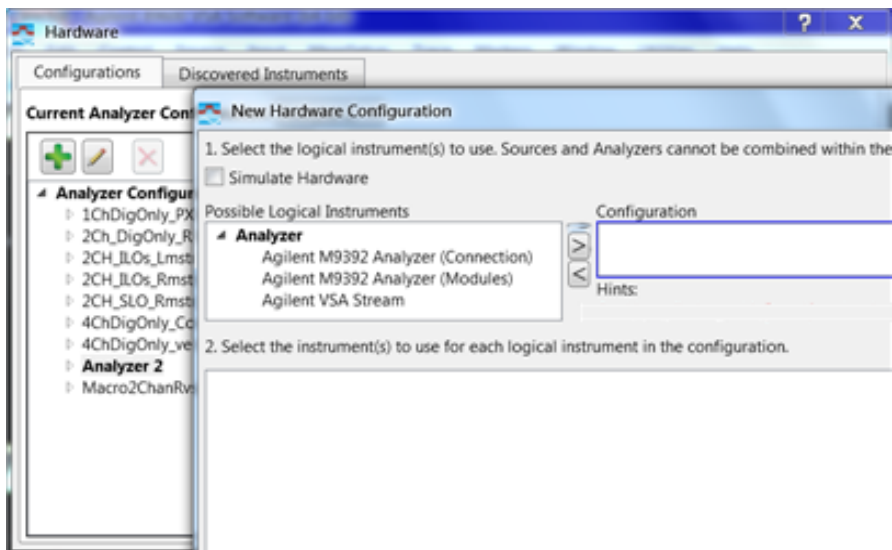 Hardware
Configurations
Discovered Instruments
Current Analyzer
New Hardware Configuration
1. Select the logical instrument(s) to use. Sources and Analyzers cannot be combined within the
Simulate Hardware
Analyzer Configur
1ChDigOnly_PX
2Ch_DigOnly_R
2CH_ILOs_Lmst
2CH_ILOs_Rmst
2CH_SLO_Rmst
4ChDigOnly_Co
4ChDigOnly_ve
Analyzer 2
Macro2ChanRv
Possible Logical Instruments
Analyzer
Agilent M9392 Analyzer (Connection)
Agilent M9392 Analyzer (Modules)
Agilent VSA Stream
>
<
Configuration
Hints:
2. Select the instrument(s) to use for each logical instrument in the configuration.